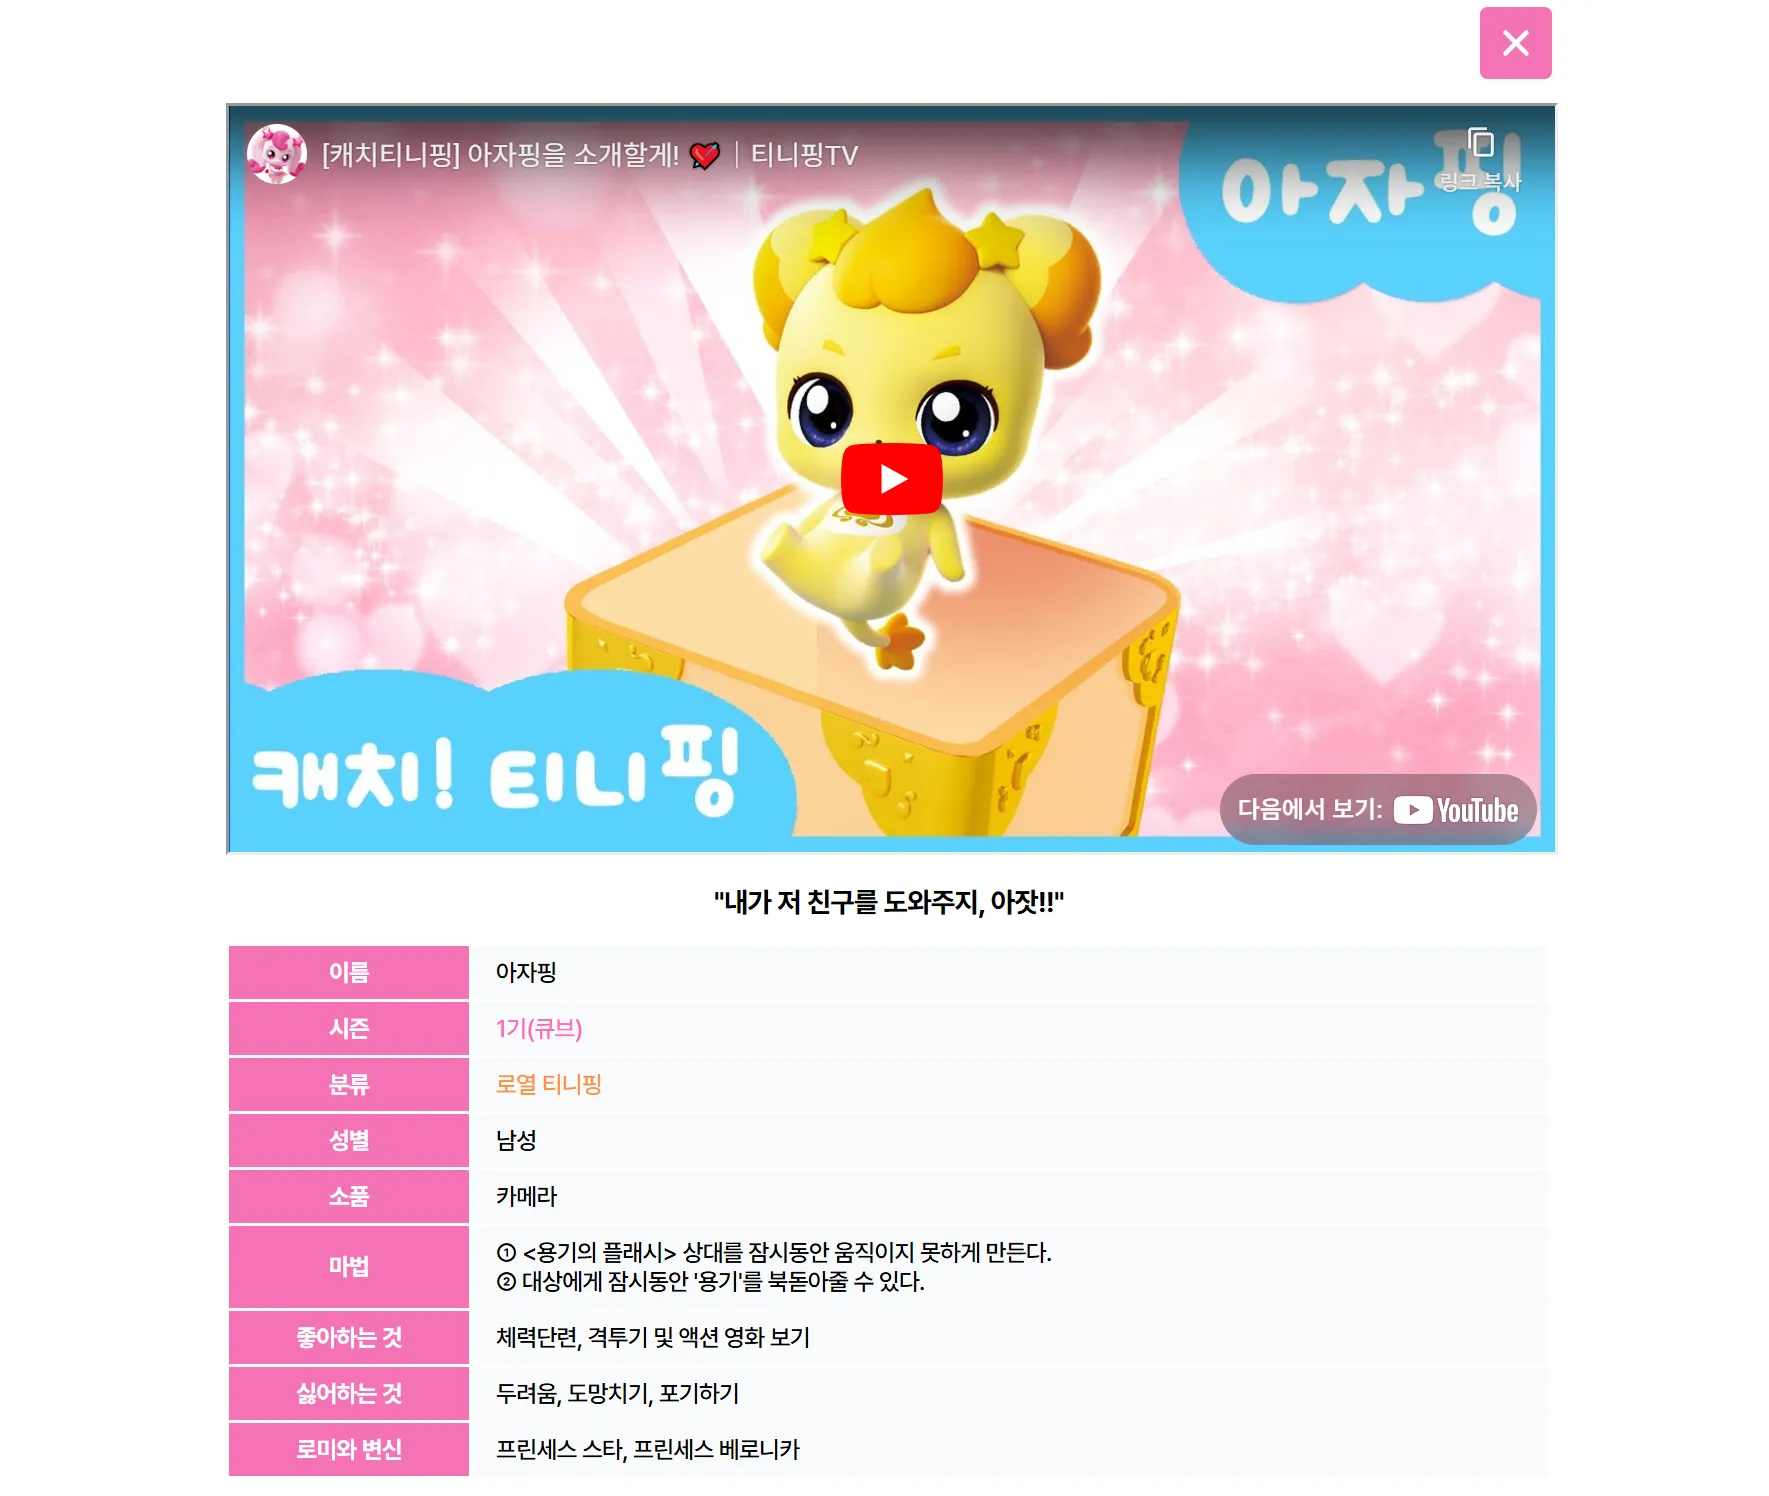 [캐치티니핑] 아자핑을 소개할게! 💘│티니핑TV
링크 복사
아자핑
캐치! 티니핑
다음에서 보기: YouTube
"내가 저 친구를 도와주지, 아잣!!"
이름 아자핑
시즌 1기(큐브)
분류 로열 티니핑
성별 남성
소품 카메라
마법 ① <용기의 플래시> 상대를 잠시동안 움직이지 못하게 만든다.
② 대상에게 잠시동안 '용기'를 북돋아줄 수 있다.
좋아하는 것 체력단련, 격투기 및 액션 영화 보기
싫어하는 것 두려움, 도망치기, 포기하기
로미와 변신 프린세스 스타, 프린세스 베로니카